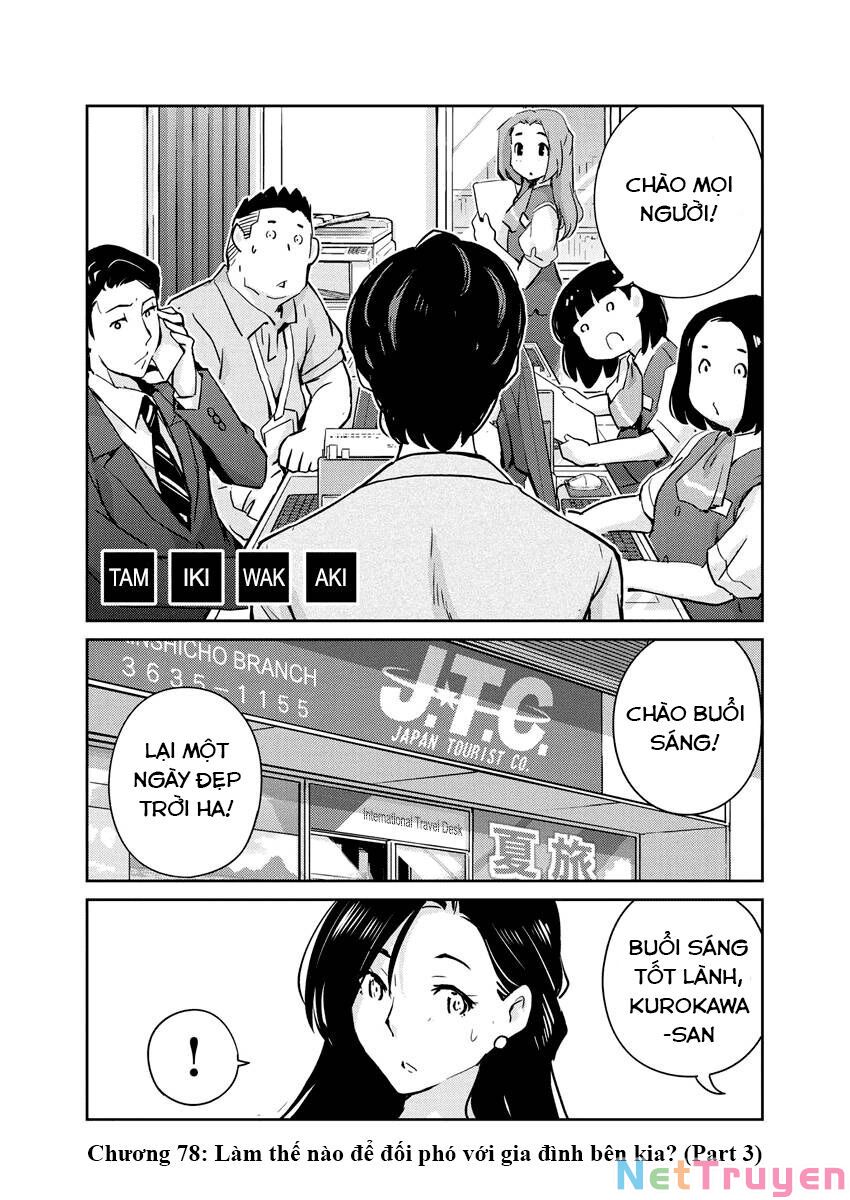 CHÀO MỌI
NGƯỜI!
TAM IKI WAK AKI
INSHICHO BRANCH
3635-1155
J.T.C.
JAPAN TOURIST CO.
CHÀO BUỔI
SÁNG!
LẠI MỘT
NGÀY ĐẸP
TRỜI HA!
International Travel Desk
夏旅
BUỔI SÁNG
TỐT LÀNH,
KUROKAWA
-SAN
!
Chương 78: Làm thế nào để đối phó với gia đình bên kia? (Part 3)
NetTruyen